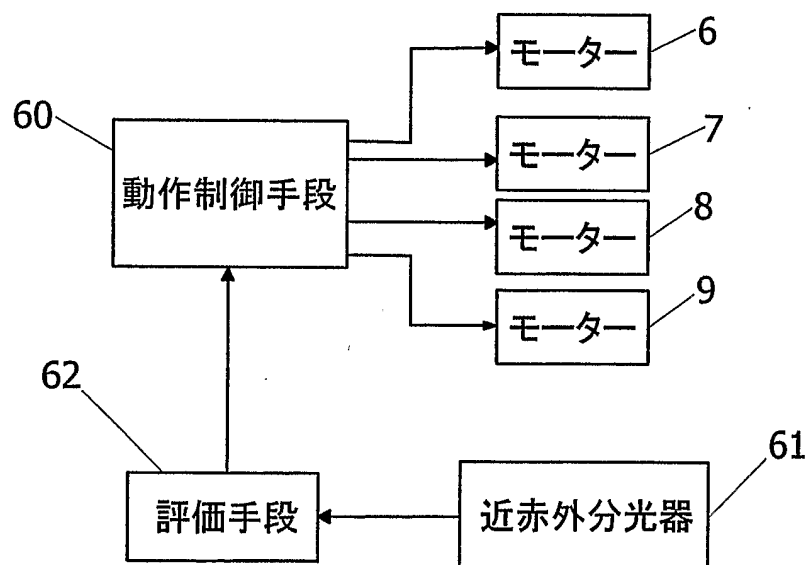 モーター
6
60
動作制御手段
モーター
7
モーター
8
モーター
9
62
評価手段
近赤外分光器
61